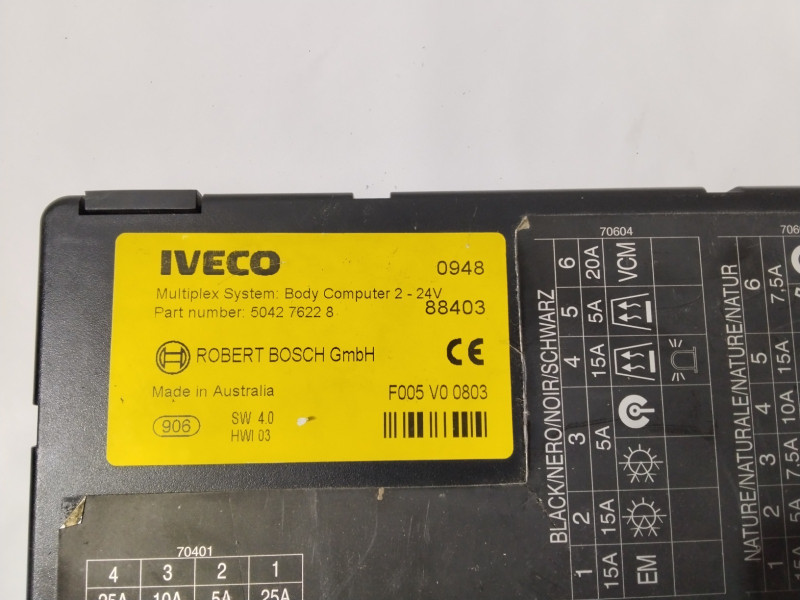 IVECO
0948
Multiplex System: Body Computer 2 - 24V
Part number: 5042 7622 8
88403
ROBERT BOSCH GmbH
CE
Made in Australia
F005 V0 0803
906
SW 4.0
HWI 03
70604
BLACK/NERO/NOIR/SCHWARZ
6 20A VCM
5 5A
4 15A
3 5A
2 15A
1 15A EM
NATURE/NATURALE/NATURE/NATUR
6 7,5A
5 15A
4 10A
3 7,5A
2 5A
1 15A
70401
4 3 2 1
25A 10A 5A 25A